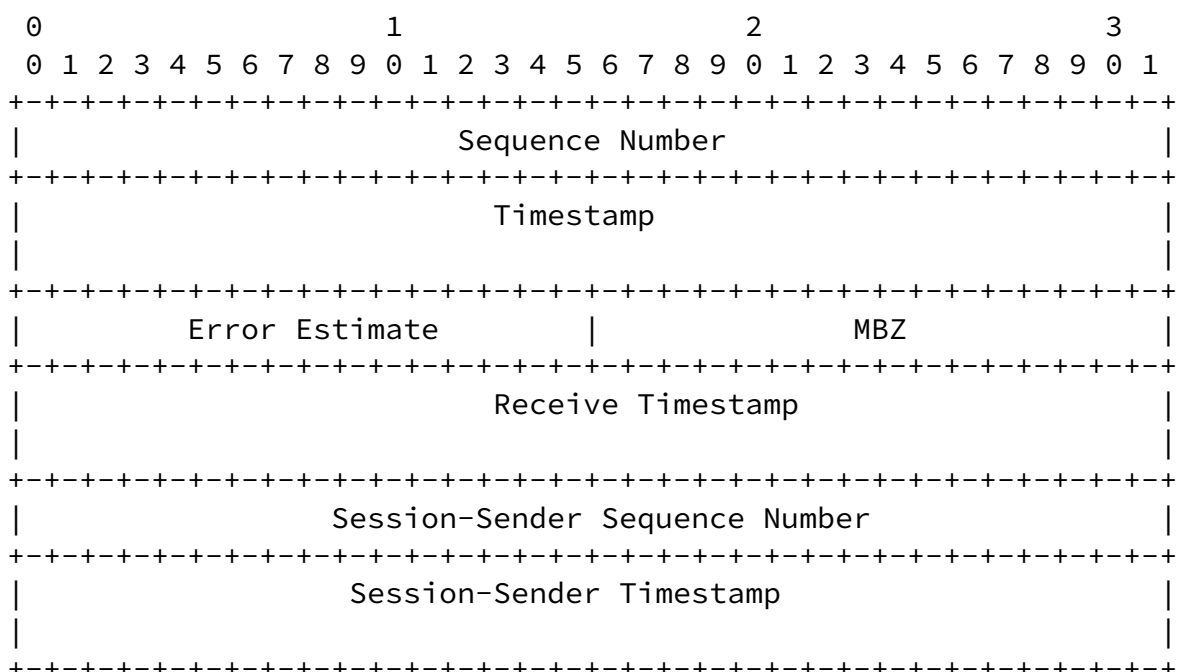 0                   1                   2                   3
 0 1 2 3 4 5 6 7 8 9 0 1 2 3 4 5 6 7 8 9 0 1 2 3 4 5 6 7 8 9 0 1
+-+-+-+-+-+-+-+-+-+-+-+-+-+-+-+-+-+-+-+-+-+-+-+-+-+-+-+-+-+-+-+-+
|                        Sequence Number                        |
+-+-+-+-+-+-+-+-+-+-+-+-+-+-+-+-+-+-+-+-+-+-+-+-+-+-+-+-+-+-+-+-+
|                          Timestamp                            |
|                                                               |
+-+-+-+-+-+-+-+-+-+-+-+-+-+-+-+-+-+-+-+-+-+-+-+-+-+-+-+-+-+-+-+-+
|         Error Estimate        |              MBZ              |
+-+-+-+-+-+-+-+-+-+-+-+-+-+-+-+-+-+-+-+-+-+-+-+-+-+-+-+-+-+-+-+-+
|                          Receive Timestamp                    |
|                                                               |
+-+-+-+-+-+-+-+-+-+-+-+-+-+-+-+-+-+-+-+-+-+-+-+-+-+-+-+-+-+-+-+-+
|                 Session-Sender Sequence Number                |
+-+-+-+-+-+-+-+-+-+-+-+-+-+-+-+-+-+-+-+-+-+-+-+-+-+-+-+-+-+-+-+-+
|                  Session-Sender Timestamp                     |
|                                                               |
+-+-+-+-+-+-+-+-+-+-+-+-+-+-+-+-+-+-+-+-+-+-+-+-+-+-+-+-+-+-+-+-+